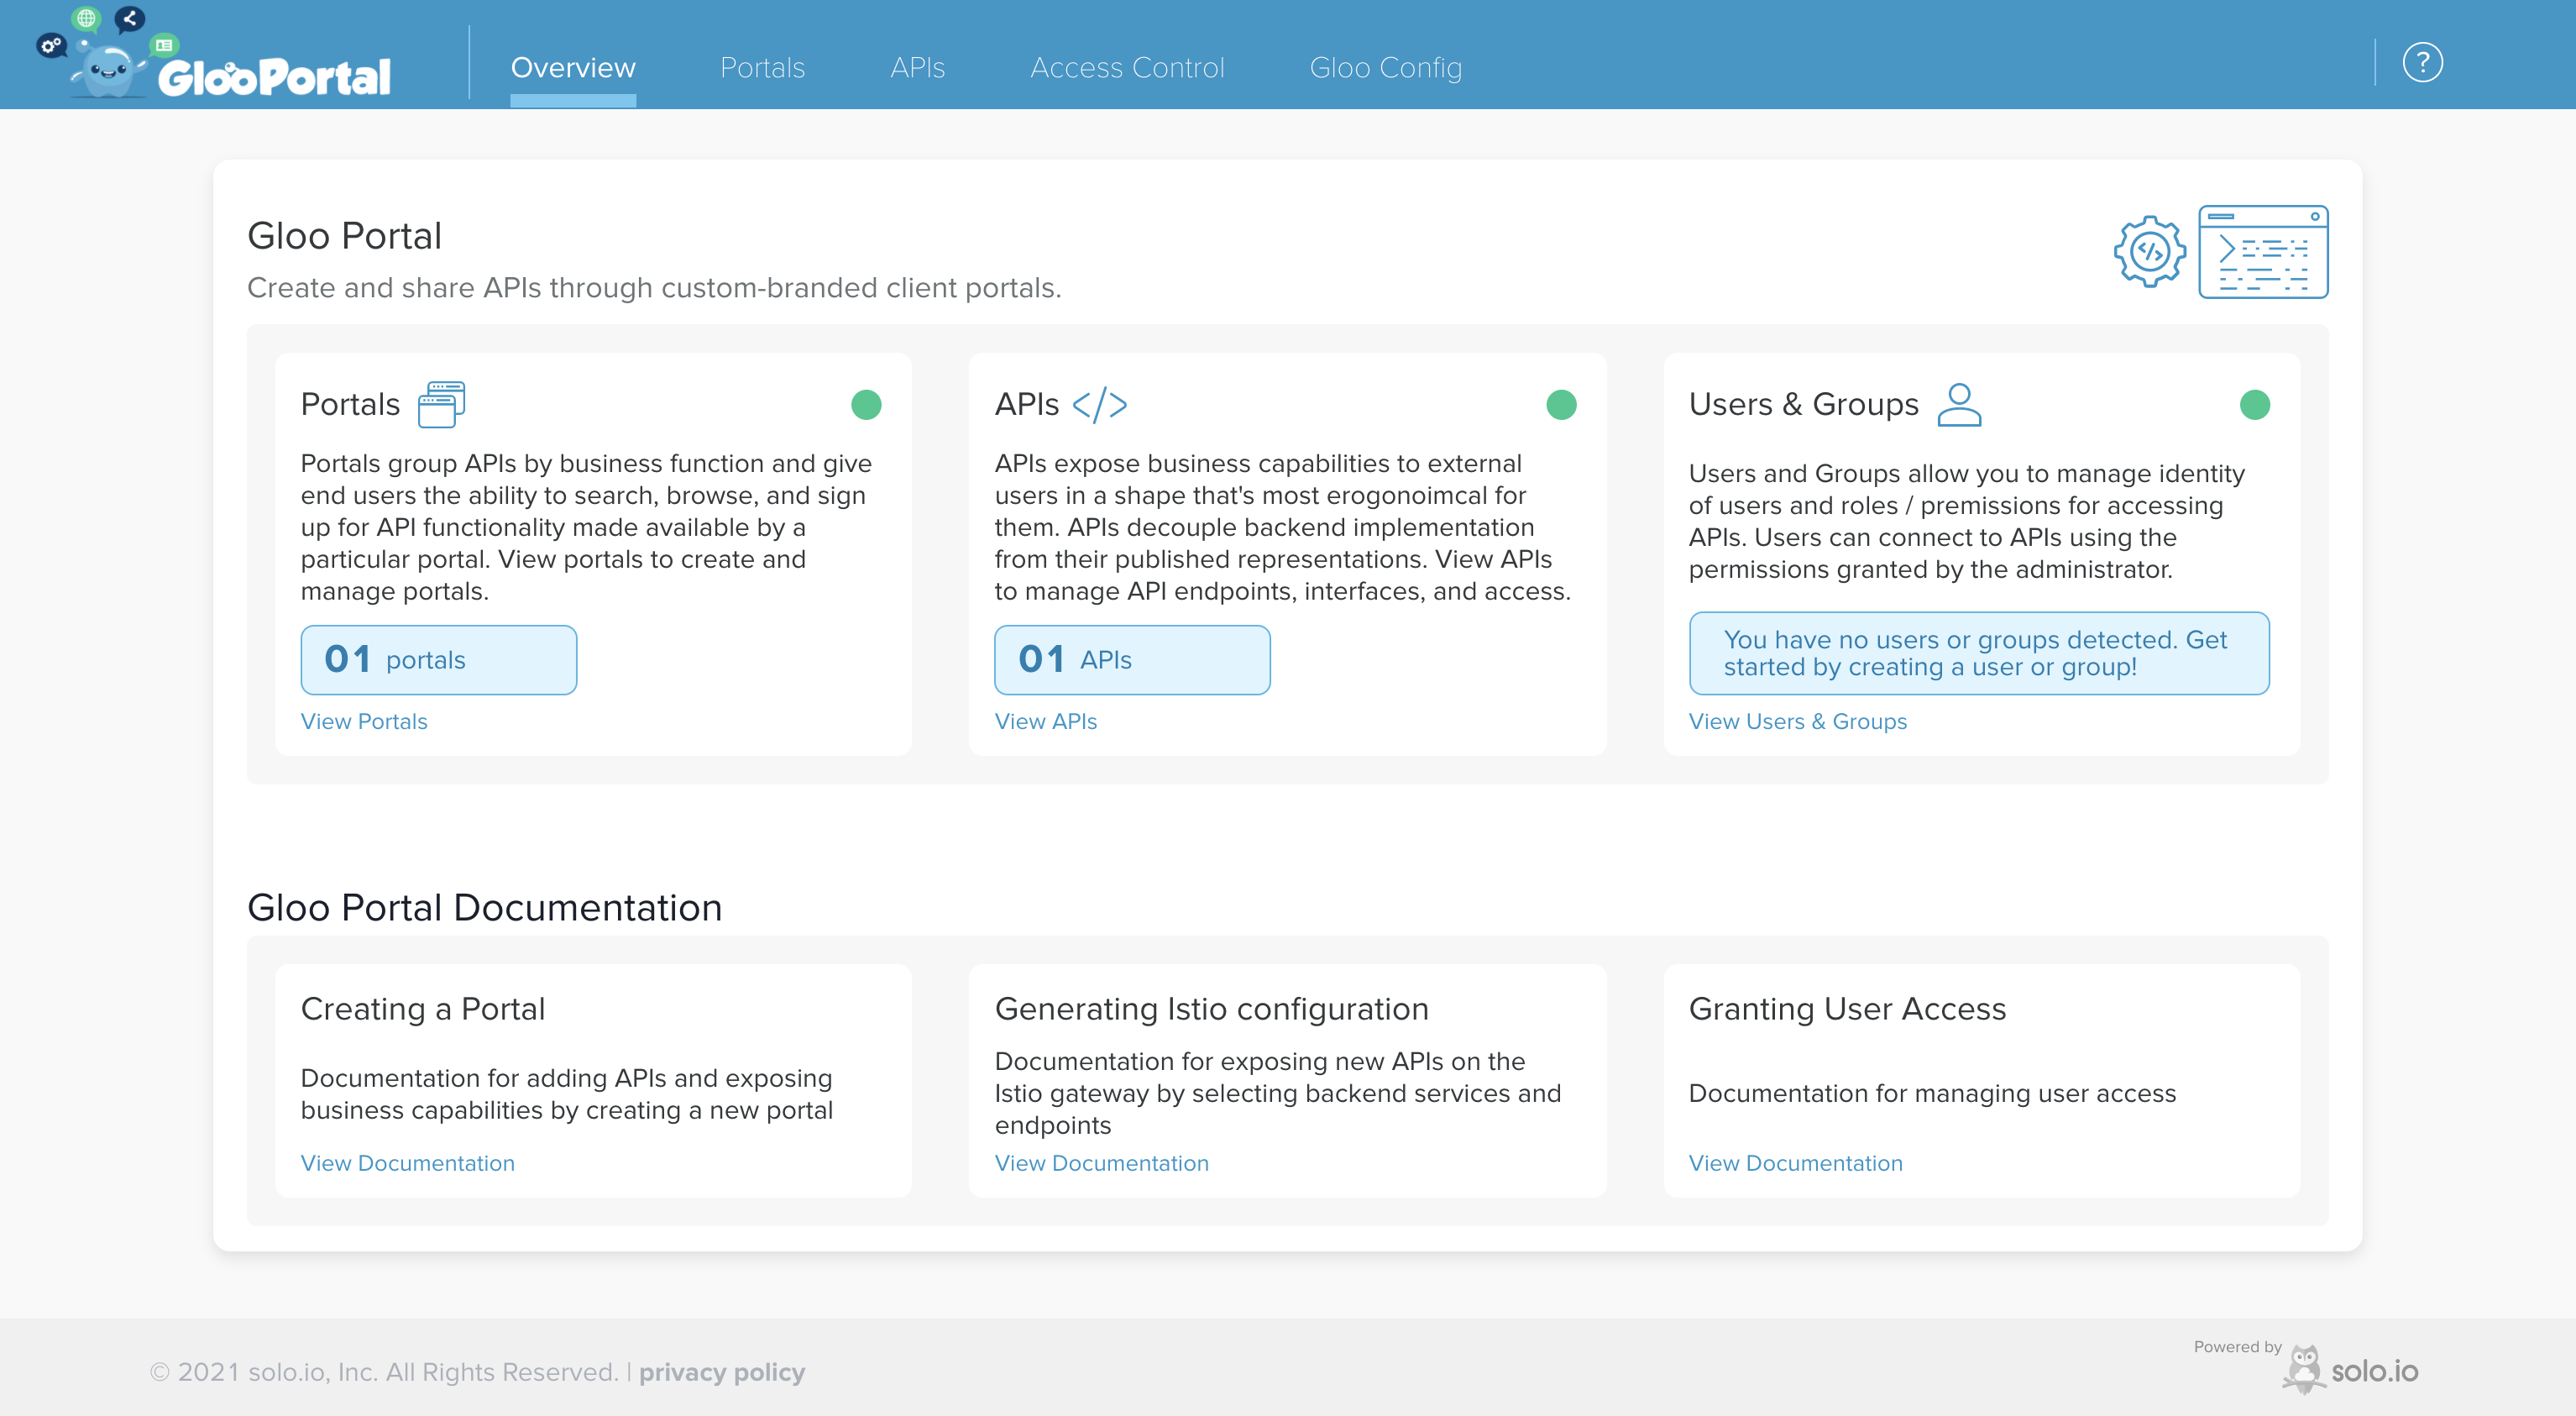 GlooPortal
Overview
Portals
APIs
Access Control
Gloo Config
?
Gloo Portal
Create and share APIs through custom-branded client portals.
Portals
Portals group APIs by business function and give
end users the ability to search, browse, and sign
up for API functionality made available by a
particular portal. View portals to create and
manage portals.
01 portals
View Portals
APIs </>
APIs expose business capabilities to external
users in a shape that's most erogonoimcal for
them. APIs decouple backend implementation
from their published representations. View APIs
to manage API endpoints, interfaces, and access.
01 APIs
View APIs
Users & Groups
Users and Groups allow you to manage identity
of users and roles / premissions for accessing
APIs. Users can connect to APIs using the
permissions granted by the administrator.
You have no users or groups detected. Get
started by creating a user or group!
View Users & Groups
Gloo Portal Documentation
Creating a Portal
Documentation for adding APIs and exposing
business capabilities by creating a new portal
View Documentation
Generating Istio configuration
Documentation for exposing new APIs on the
Istio gateway by selecting backend services and
endpoints
View Documentation
Granting User Access
Documentation for managing user access
View Documentation
© 2021 solo.io, Inc. All Rights Reserved. | privacy policy
Powered by
solo.io